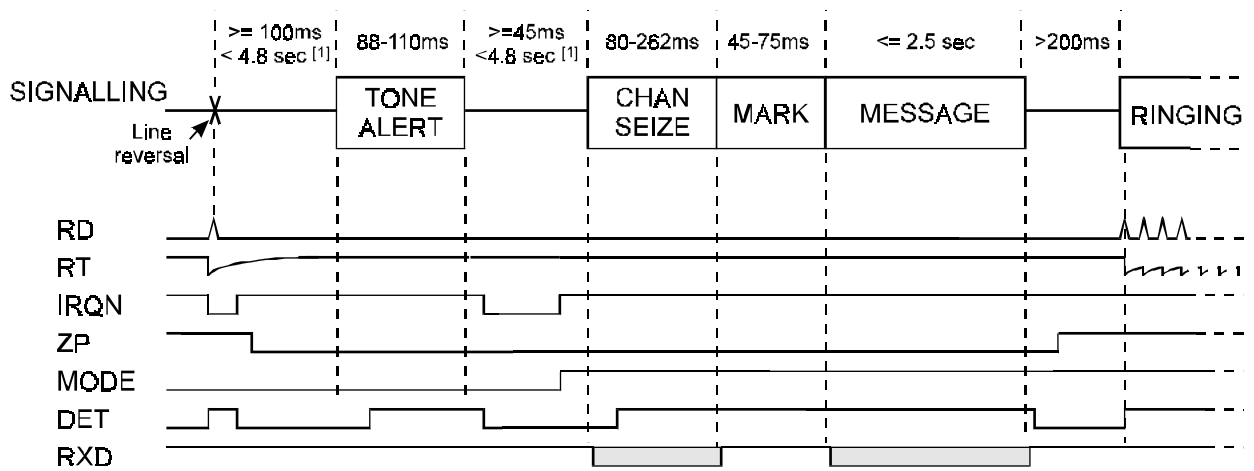 >= 100ms 88-110ms >=45ms 80-262ms 45-75ms <= 2.5 sec >200ms
< 4.8 sec [1] <4.8 sec [1]
SIGNALLING TONE ALERT CHAN SEIZE MARK MESSAGE RINGING
Line reversal
RD
RT
IRQN
ZP
MODE
DET
RXD